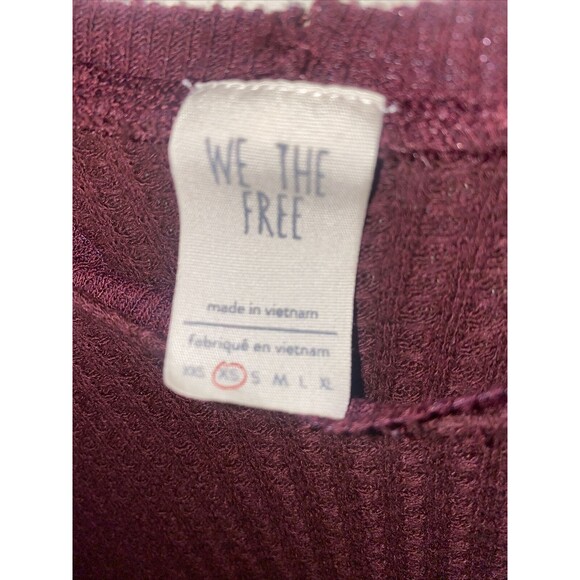 WE THE
FREE
made in vietnam
fabriqué en vietnam
XXS XS S M L XL